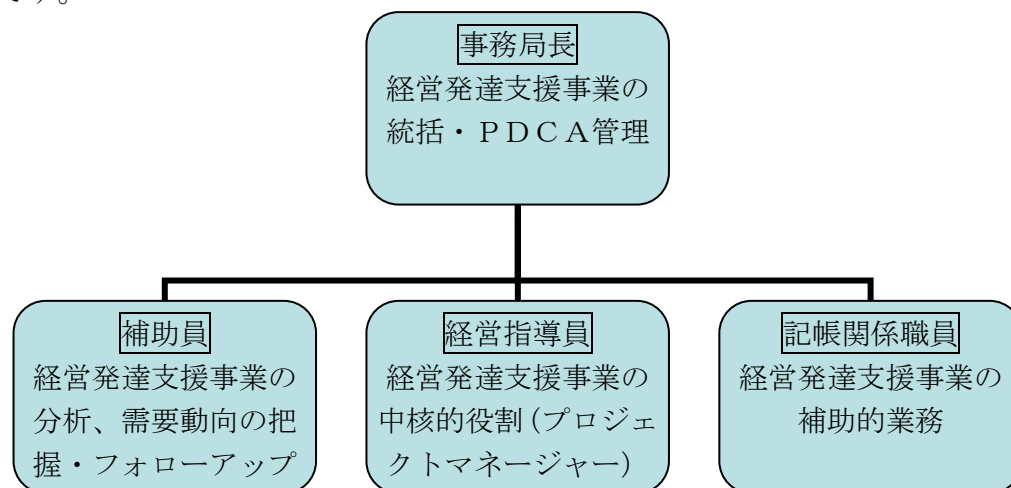 です。
事務局長
経営発達支援事業の
統括・ＰＤＣＡ管理
補助員
経営発達支援事業の
分析、需要動向の把
握・フォローアップ
経営指導員
経営発達支援事業の
中核的役割(プロジェ
クトマネージャー)
記帳関係職員
経営発達支援事業の
補助的業務